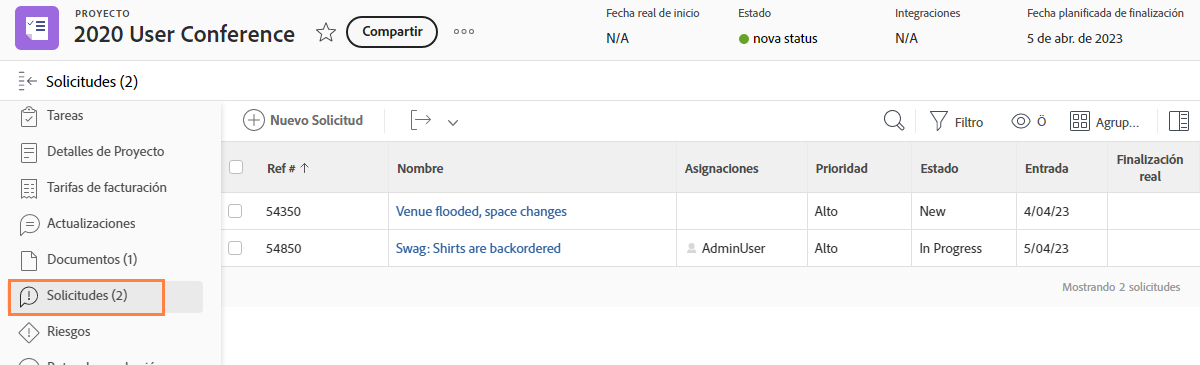 PROYECTO
2020 User Conference
Compartir
Fecha real de inicio
N/A
Estado
nova status
Integraciones
N/A
Fecha planificada de finalización
5 de abr. de 2023
Solicitudes (2)
Tareas
Detalles de Proyecto
Tarifas de facturación
Actualizaciones
Documentos (1)
Solicitudes (2)
Riesgos
Nuevo Solicitud
Filtro
Ö
Agrup...
Ref # Nombre Asignaciones Prioridad Estado Entrada Finalización
real
54350 Venue flooded, space changes Alto New 4/04/23
54850 Swag: Shirts are backordered AdminUser Alto In Progress 5/04/23
Mostrando 2 solicitudes